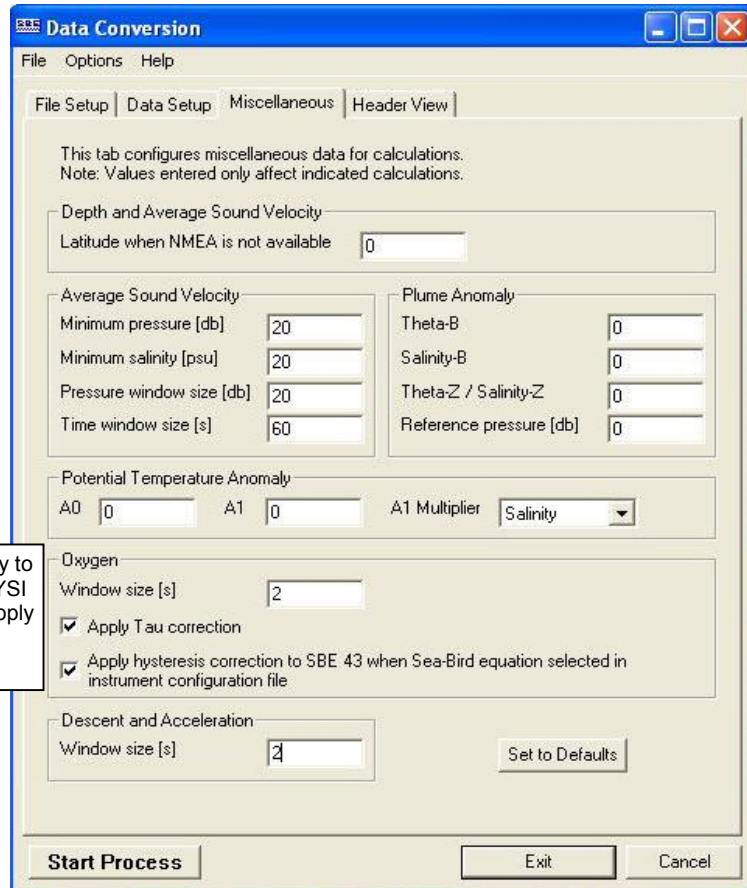 SBE Data Conversion
File Options Help
File Setup Data Setup Miscellaneous Header View
This tab configures miscellaneous data for calculations.
Note: Values entered only affect indicated calculations.
Depth and Average Sound Velocity
Latitude when NMEA is not available 0
Average Sound Velocity
Minimum pressure [db] 20
Minimum salinity [psu] 20
Pressure window size [db] 20
Time window size [s] 60
Plume Anomaly
Theta-B 0
Salinity-B 0
Theta-Z / Salinity-Z 0
Reference pressure [db] 0
Potential Temperature Anomaly
A0 0 A1 0 A1 Multiplier Salinity
y to
YSI
pply
Oxygen
Window size [s] 2
Apply Tau correction
Apply hysteresis correction to SBE 43 when Sea-Bird equation selected in
instrument configuration file
Descent and Acceleration
Window size [s] 2
Set to Defaults
Start Process Exit Cancel